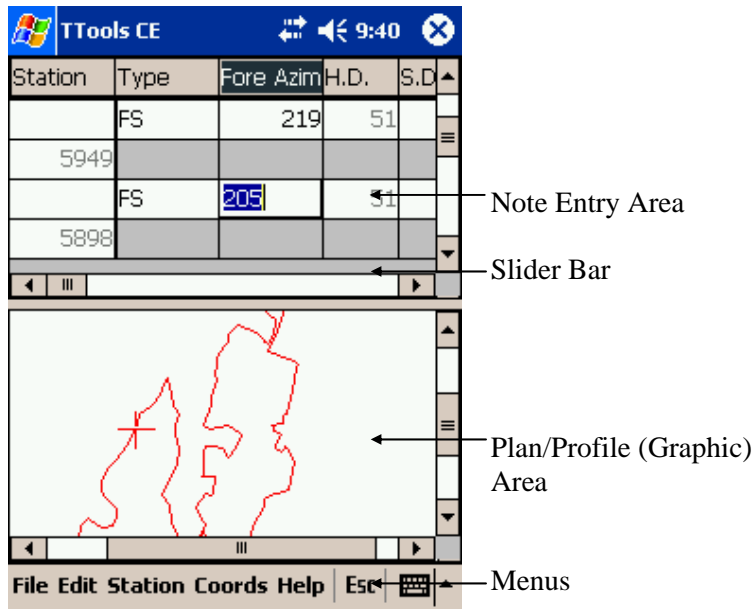 TTools CE 9:40
Station Type Fore Azim H.D. S.D
FS 219 51
5949
FS 205 51
5898
Note Entry Area
Slider Bar
Plan/Profile (Graphic)
Area
File Edit Station Coords Help Esc
Menus